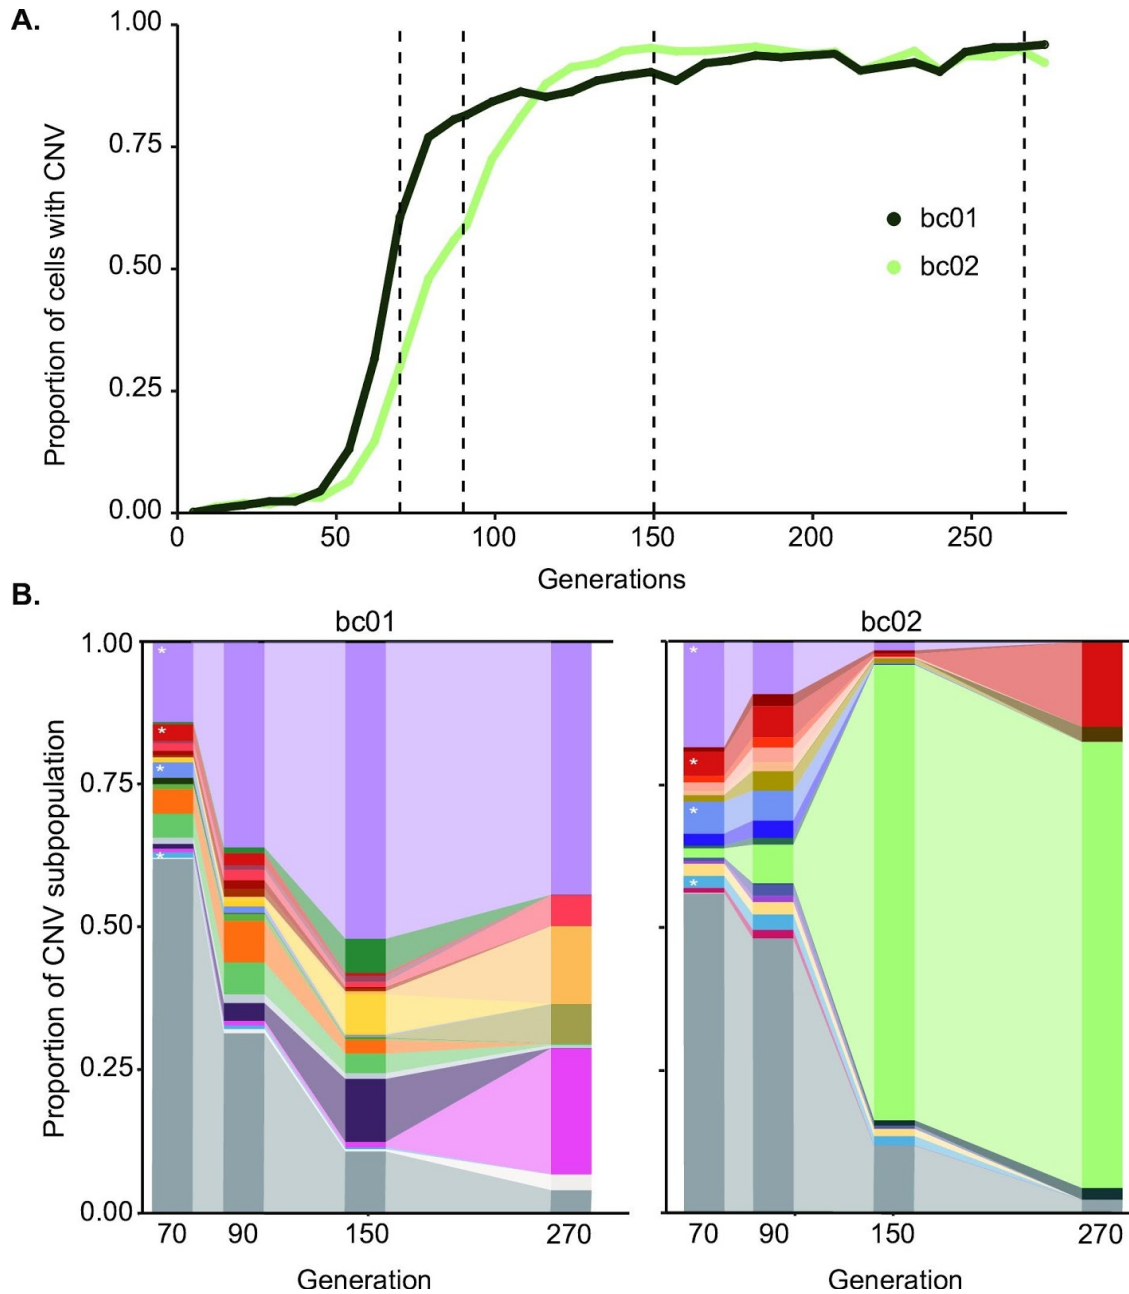 A.
Proportion of cells with CNV
1.00
0.75
0.50
0.25
0.00
bc01
bc02
0 50 100 150 200 250
Generations
B.
bc01 bc02
Proportion of CNV subpopulation
1.00
0.75
0.50
0.25
0.00
* *
* *
* *
* *
70 90 150 270 70 90 150 270
Generation Generation